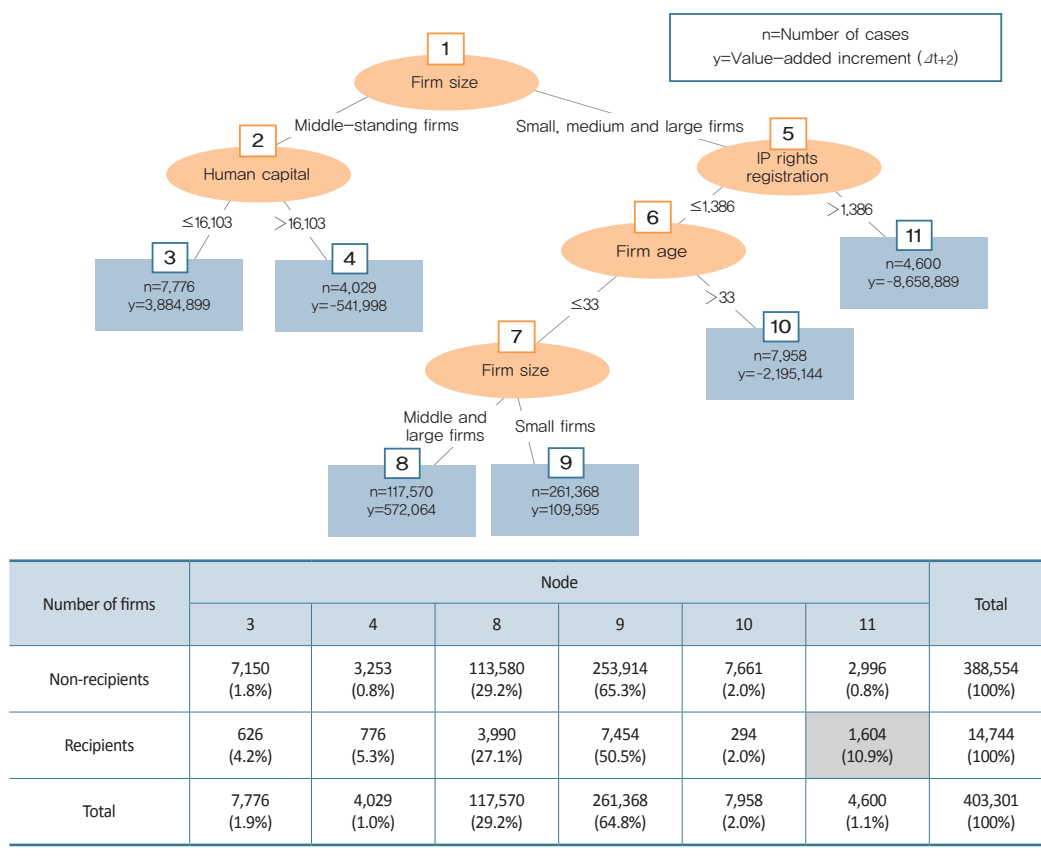 n=Number of cases
y=Value-added increment (⊿t+2)
1
Firm size
Middle-standing firms
Small, medium and large firms
2
Human capital
5
IP rights
registration
≤16,103
>16,103
≤1,386
>1,386
3
n=7,776
y=3,884,899
4
n=4,029
y=-541,998
6
Firm age
11
n=4,600
y=-8,658,889
≤33
>33
7
Firm size
10
n=7,958
y=-2,195,144
Middle and
large firms
Small firms
8
n=117,570
y=572,064
9
n=261,368
y=109,595
Number of firms
Node
Total
3 4 8 9 10 11
Non-recipients
7,150 3,253 113,580 253,914 7,661 2,996 388,554
(1.8%) (0.8%) (29.2%) (65.3%) (2.0%) (0.8%) (100%)
Recipients
626 776 3,990 7,454 294 1,604 14,744
(4.2%) (5.3%) (27.1%) (50.5%) (2.0%) (10.9%) (100%)
Total
7,776 4,029 117,570 261,368 7,958 4,600 403,301
(1.9%) (1.0%) (29.2%) (64.8%) (2.0%) (1.1%) (100%)